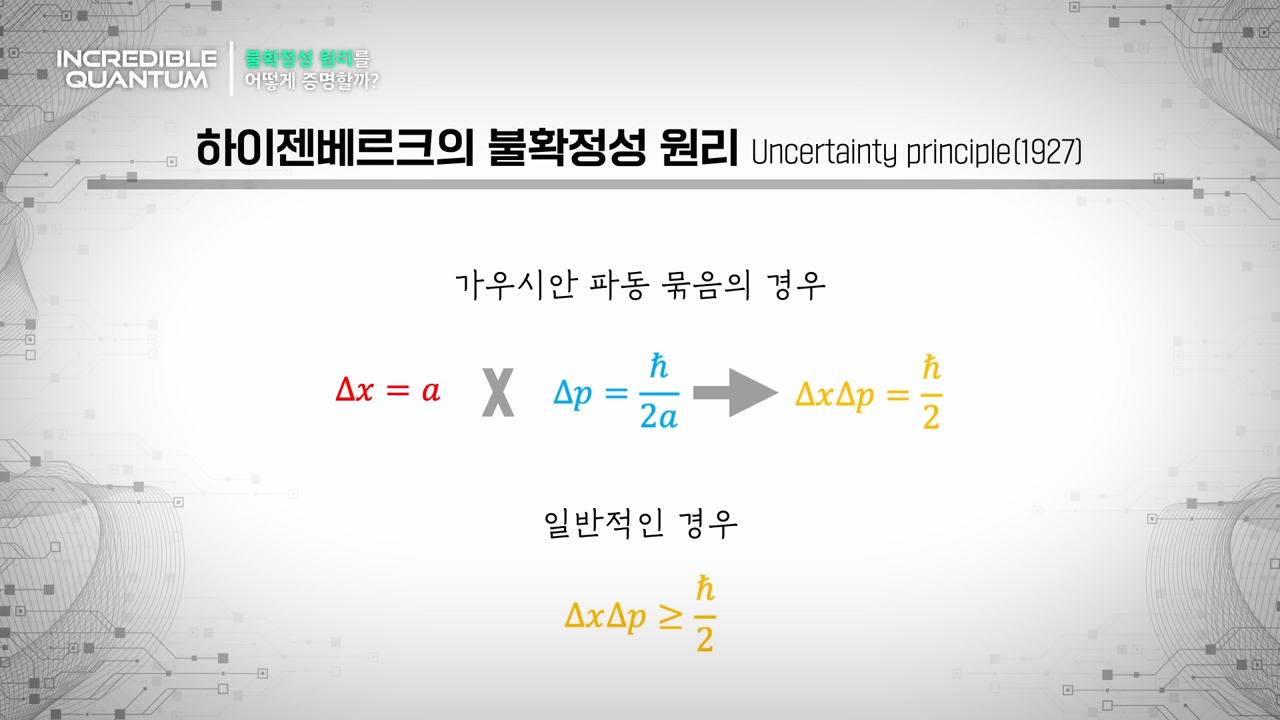 INCREDIBLE
QUANTUM
불확정성 원리를
어떻게 증명할까?
하이젠베르크의 불확정성 원리 Uncertainty principle(1927)
가우시안 파동 묶음의 경우
Δx = a X Δp = ħ/2a ΔxΔp = ħ/2
일반적인 경우
ΔxΔp ≥ ħ/2